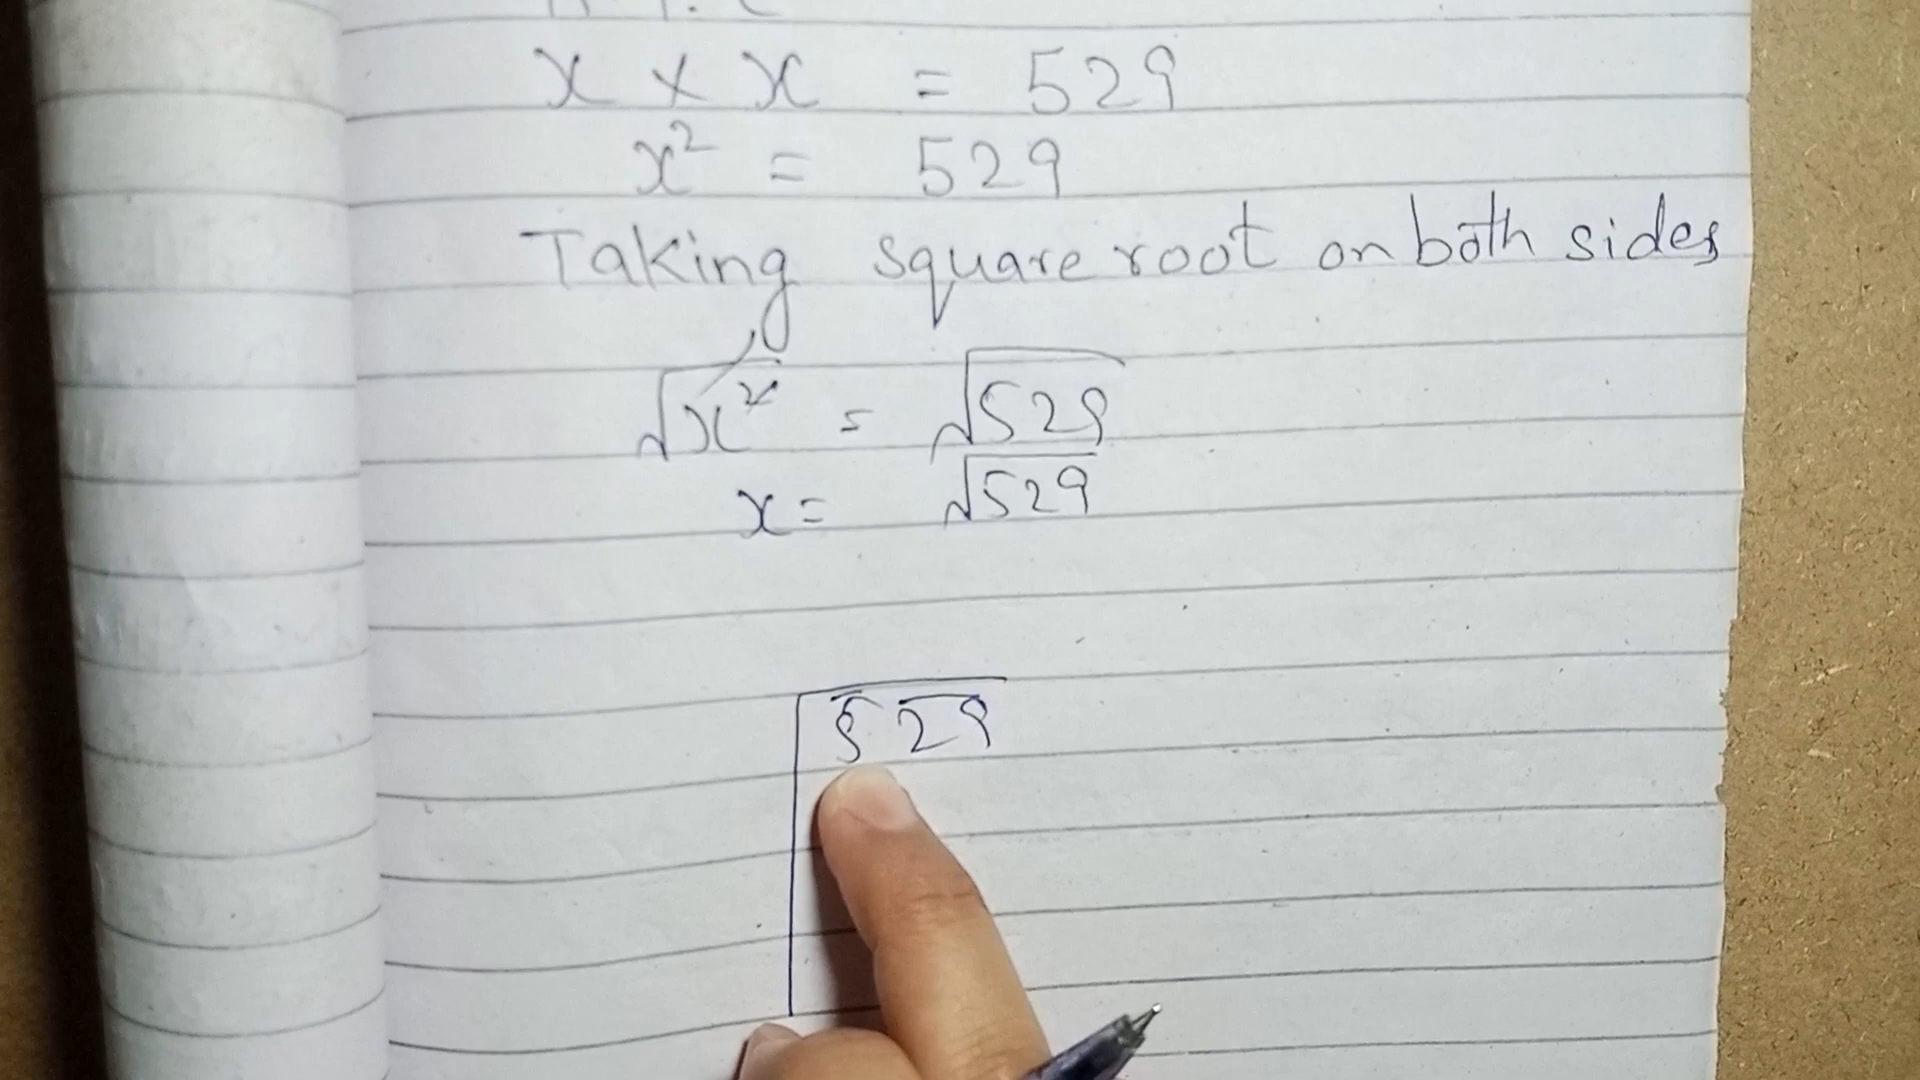 x × x = 529
x² = 529
Taking square root on both sides
√x² = √529
x = √529
529